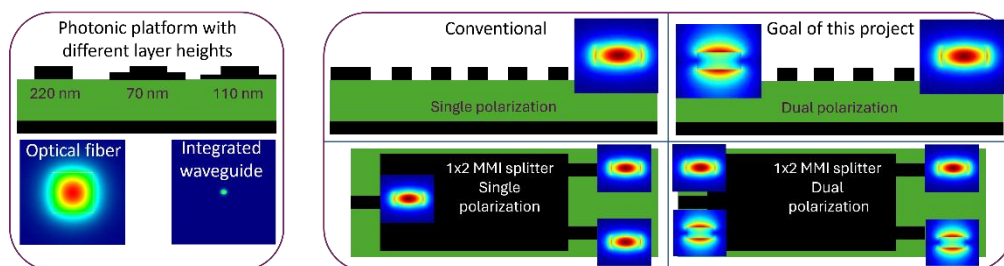 Photonic platform with
different layer heights
220 nm
70 nm
110 nm
Optical fiber
Integrated
waveguide
Conventional
Single polarization
Goal of this project
Dual polarization
1x2 MMI splitter
Single
polarization
1x2 MMI splitter
Dual
polarization